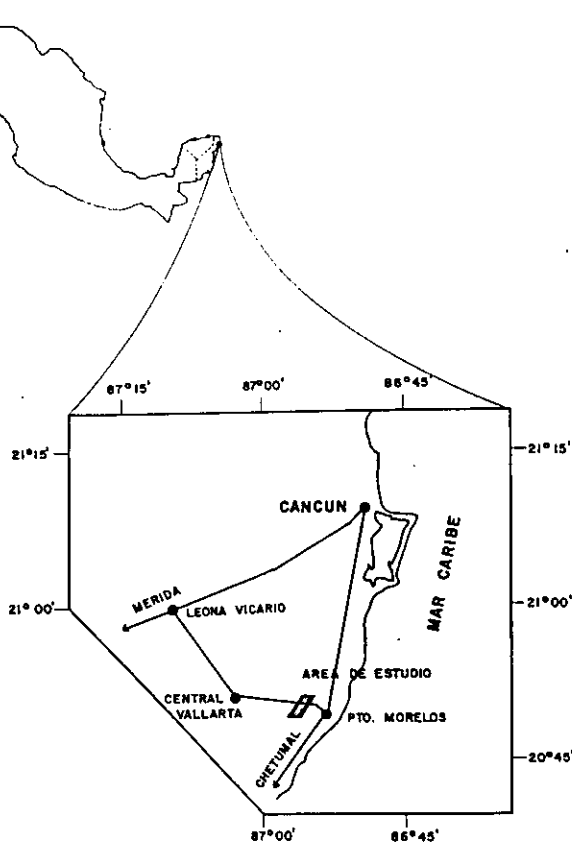 87°15'
87°00'
86°45'
21°15'
21°15'
CANCUN
MAR CARIBE
MERIDA
21°00'
LEONA VICARIO
21°00'
AREA DE ESTUDIO
CENTRAL
VALLARTA
PTO. MORELOS
CHETUMAL
20°45'
87°00'
86°45'